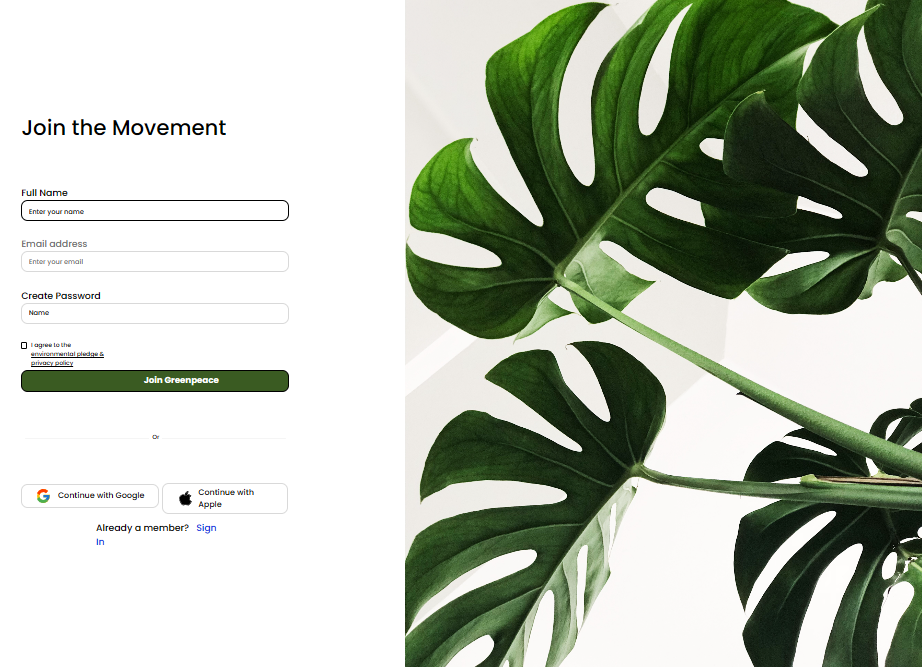 Join the Movement
Full Name
Enter your name
Email address
Enter your email
Create Password
Name
I agree to the
environmental pledge &
privacy policy
Join Greenpeace
Or
Continue with Google
Continue with
Apple
Already a member? Sign
In